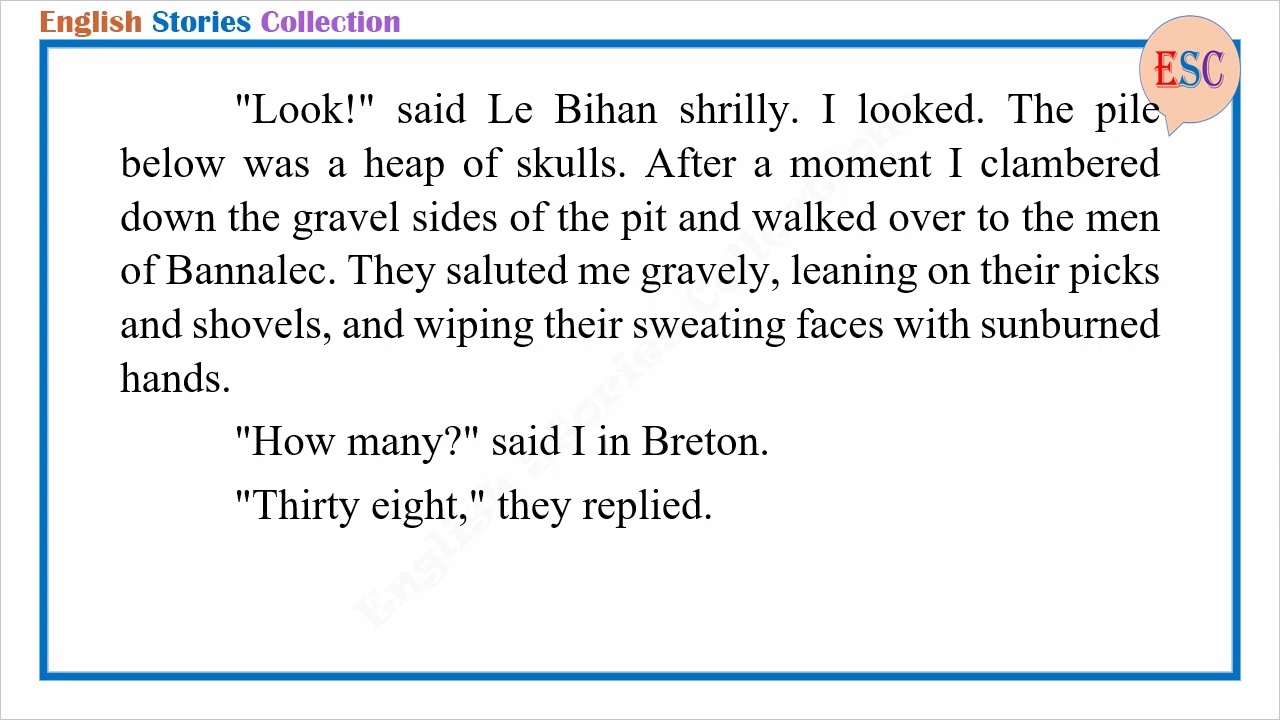 English Stories Collection
ESC
"Look!" said Le Bihan shrilly. I looked. The pile
below was a heap of skulls. After a moment I clambered
down the gravel sides of the pit and walked over to the men
of Bannalec. They saluted me gravely, leaning on their picks
and shovels, and wiping their sweating faces with sunburned
hands.
"How many?" said I in Breton.
"Thirty eight," they replied.
English Stories Collection